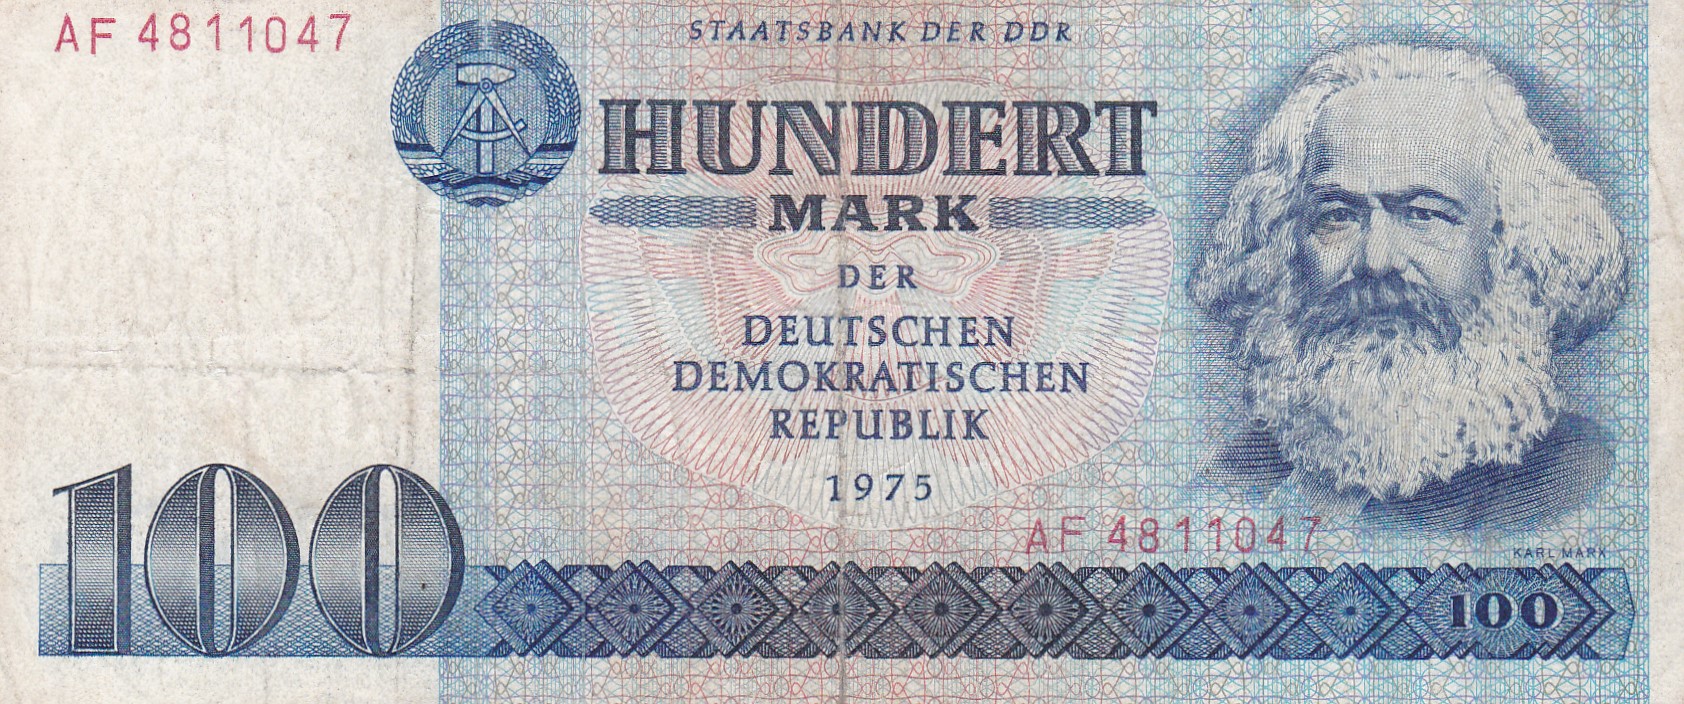 AF 4811047
STAATSBANK DER DDR
HUNDERT
MARK
DER
DEUTSCHEN
DEMOKRATISCHEN
REPUBLIK
1975
AF 4811047
KARL MARX
100
100